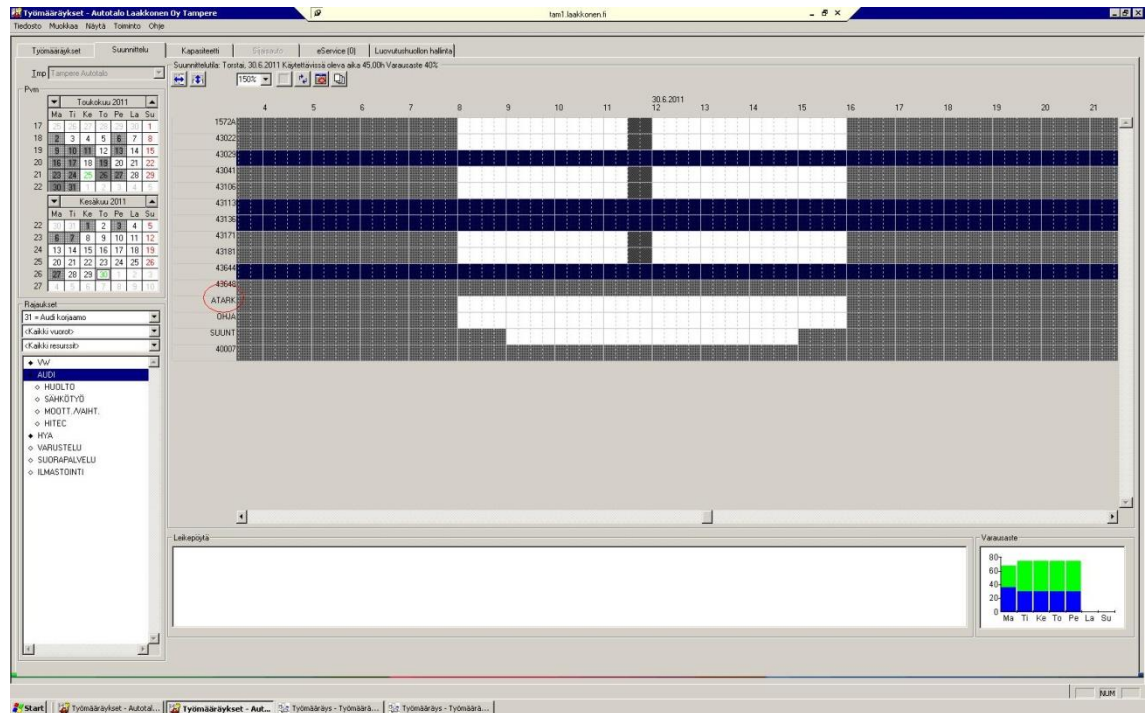 Työmääräykset - Autotalo Laakkonen Oy Tampere
tam1.laakkonen.fi
Tiedosto Muokkaa Näytä Toiminto Ohje
Työmääräykset Suunnittelu Kapasiteetti Sijaisauto eService (0) Luovutushuollon hallinta
Suunnittelutila: Torstai, 30.6.2011 Käytettävissä oleva aika 45,00h Varausaste 40%
Tmp Tampere Autotalo
150%
Pvm
Toukokuu 2011
Ma Ti Ke To Pe La Su
17 25 26 27 28 29 30 1
18 2 3 4 5 6 7 8
19 9 10 11 12 13 14 15
20 16 17 18 19 20 21 22
21 23 24 25 26 27 28 29
22 30 31 1 2 3 4 5
Kesäkuu 2011
Ma Ti Ke To Pe La Su
22 30 31 1 2 3 4 5
23 6 7 8 9 10 11 12
24 13 14 15 16 17 18 19
25 20 21 22 23 24 25 26
26 27 28 29 30 1 2 3
27 4 5 6 7 8 9 10
Rajaukset
31 = Audi korjaamo
<Kaikki vuorot>
<Kaikki resurssit>
VW
AUDI
HUOLTO
SÄHKÖTYÖ
MOOTT./VAIHT.
HITEC
HYA
VARUSTELU
SUORAPALVELU
ILMASTOINTI
30.6.2011
4 5 6 7 8 9 10 11 12 13 14 15 16 17 18 19 20 21
1572A
43022
43029
43041
43106
43113
43136
43171
43181
43644
43648
ATARK
OHJA
SUUNT
40007
Leikepöytä
Varausaste
80
60
40
20
0
Ma Ti Ke To Pe La Su
NUM
Start Työmääräykset - Autotal... Työmääräykset - Aut... Työmääräys - Työmäärä... Työmääräys - Työmäärä...